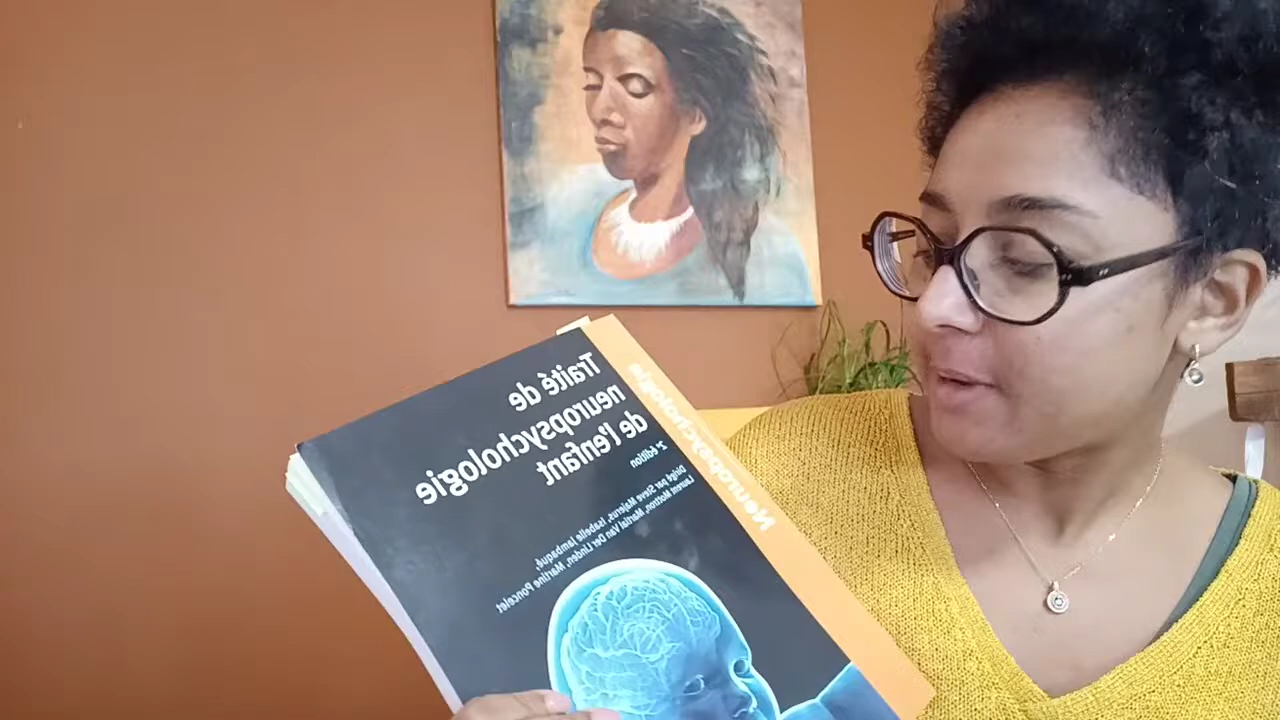 Traité de
neuropsychologie
de l'enfant
2e édition
Dirigé par Steve Majerus, Isabelle Jambaqué,
Laurent Mottron, Martial Van Der Linden, Martine Poncelet
Neuropsychologie